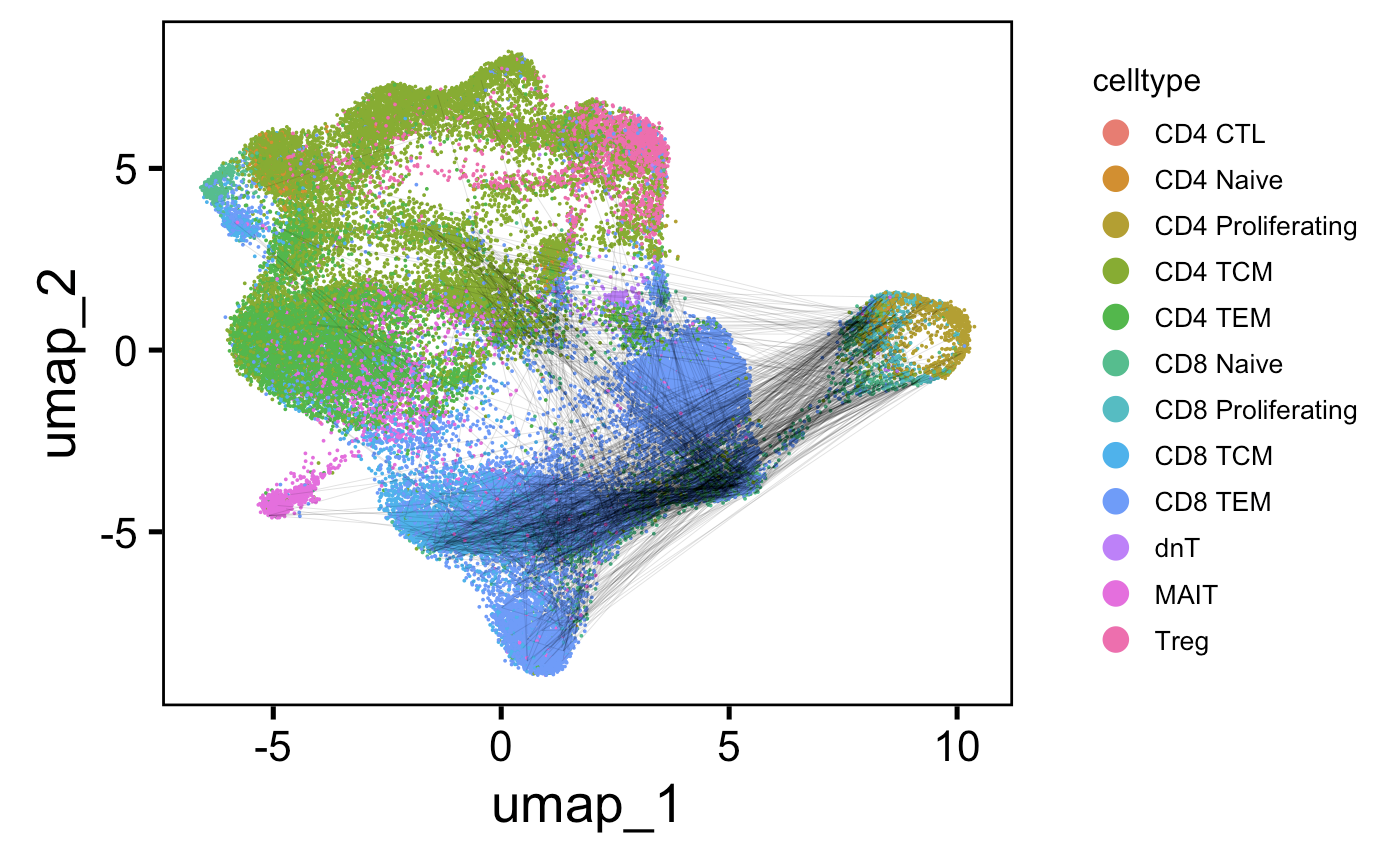 celltype
CD4 CTL
CD4 Naive
CD4 Proliferating
CD4 TCM
CD4 TEM
CD8 Naive
CD8 Proliferating
CD8 TCM
CD8 TEM
dnT
MAIT
Treg
umap_2
5
0
-5
-5 0 5 10
umap_1